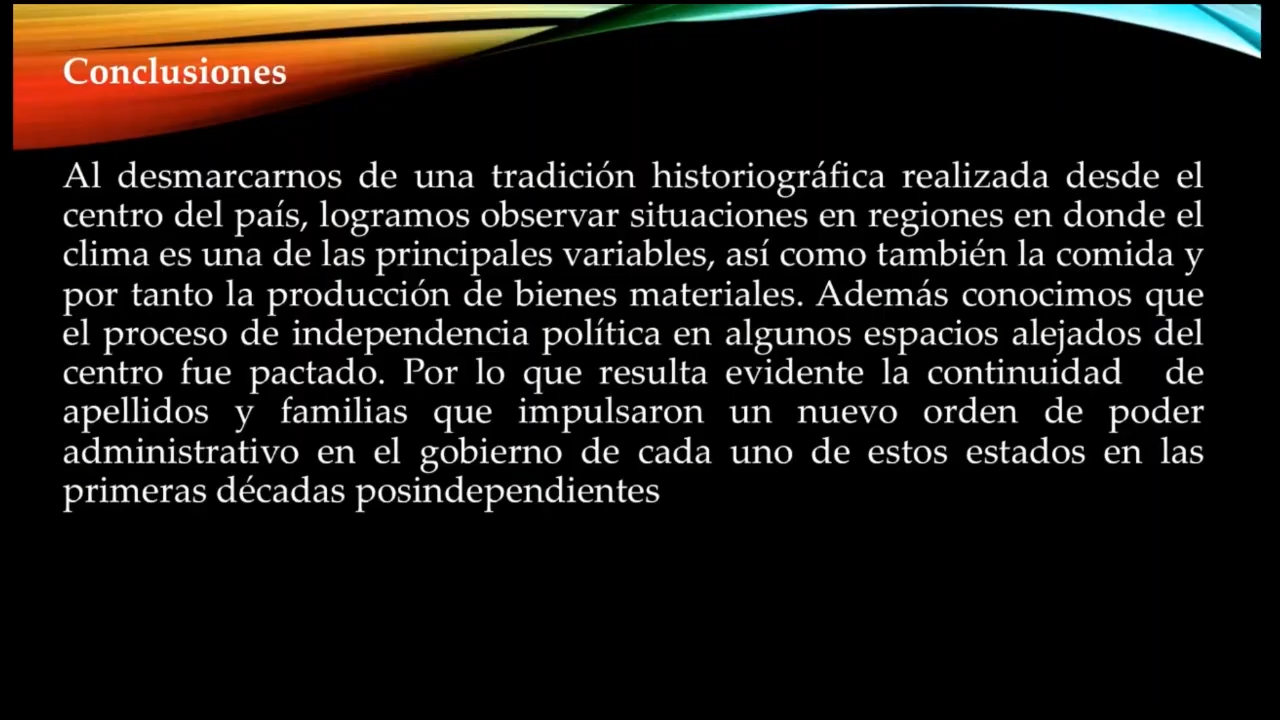 Conclusiones
Al desmarcarnos de una tradición historiográfica realizada desde el
centro del país, logramos observar situaciones en regiones en donde el
clima es una de las principales variables, así como también la comida y
por tanto la producción de bienes materiales. Además conocimos que
el proceso de independencia política en algunos espacios alejados del
centro fue pactado. Por lo que resulta evidente la continuidad de
apellidos y familias que impulsaron un nuevo orden de poder
administrativo en el gobierno de cada uno de estos estados en las
primeras décadas posindependientes